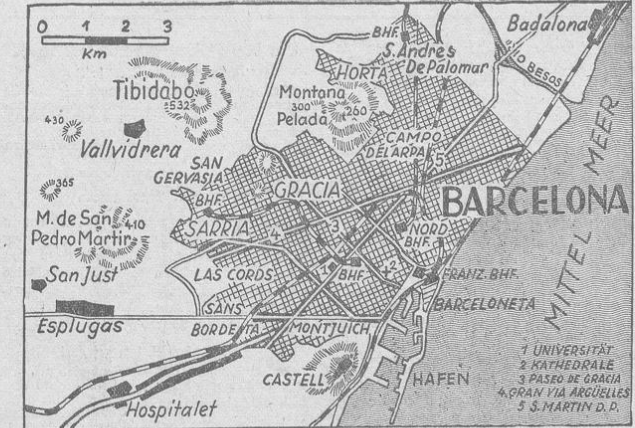 0 1 2 3
Km
Badalona
BHF.
S. Andres
De Palomar
RIO BESOS
HORTA
Tibidabo
532
Montana
300
Pelada
260
430
Vallvidrera
CAMPO
DEL ARPA
5
SAN
GERVASIA
BHF.
GRACIA
365
BARCELONA
M. de San
410
Pedro Martir
SARRIA
4
3
NORD
BHF.
MITTEL MEER
San Just
LAS CORDS
1
BHF.
2
FRANZ. BHF.
SANS
BARCELONETA
Esplugas
BORDETA
MONTJUICH
CASTELL
HAFEN
Hospitalet
1 UNIVERSITÄT
2 KATHEDRALE
3 PASEO DE GRACIA
4. GRAN VIA ARGÜELLES
5 S. MARTIN D. P.